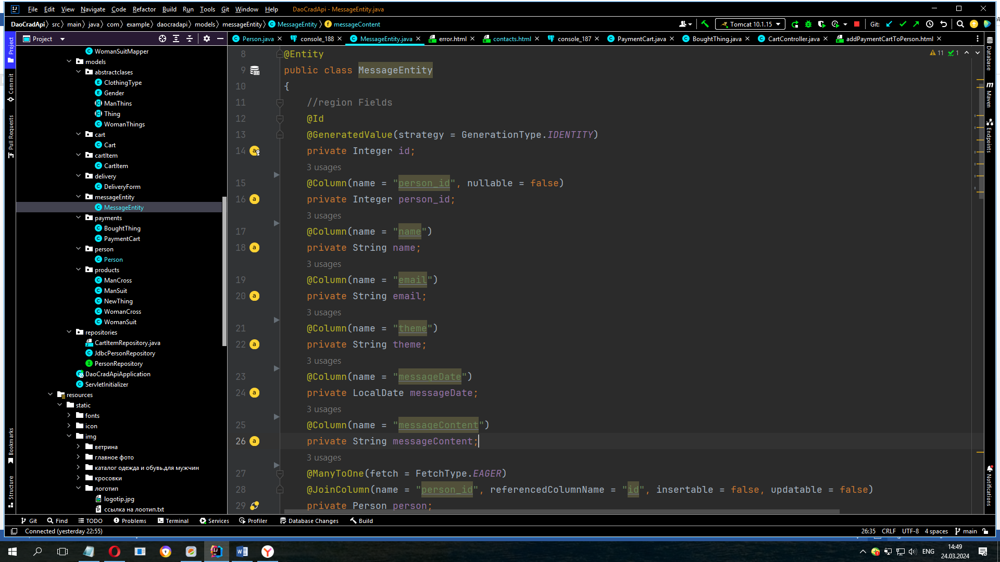 File Edit View Navigate Code Refactor Build Run Tools Git Window Help DaoCradApi - MessageEntity.java
DaoCradApi src main java com example daocradapi models messageEntity MessageEntity messageContent
Tomcat 10.1.15 Git:
Project
Person.java console_188 MessageEntity.java error.html contacts.html console_187 PaymentCart.java BoughtThing.java CartController.java addPaymentCartToPerson.html
Project
Commit
Pull Requests
Bookmarks
Structure
WomanSuitMapper
models
abstractclases
ClothingType
Gender
ManThins
Thing
WomanThings
cart
Cart
cartItem
CartItem
delivery
DeliveryForm
messageEntity
MessageEntity
payments
BoughtThing
PaymentCart
person
Person
products
ManCross
ManSuit
NewThing
WomanCross
WomanSuit
repositories
CartItemRepository.java
JdbcPersonRepository
PersonRepository
DaoCradApiApplication
ServletInitializer
resources
static
fonts
icon
img
ветрина
главное фото
каталог одежда и обувь.для мужчин
кросовки
логотип
logotip.jpg
ссылка на лоотип.txt
8 @Entity
9 public class MessageEntity
10 {
11 //region Fields
12 @Id
13 @GeneratedValue(strategy = GenerationType.IDENTITY)
14 private Integer id;
3 usages
15 @Column(name = "person_id", nullable = false)
16 private Integer person_id;
3 usages
17 @Column(name = "name")
18 private String name;
3 usages
19 @Column(name = "email")
20 private String email;
3 usages
21 @Column(name = "theme")
22 private String theme;
3 usages
23 @Column(name = "messageDate")
24 private LocalDate messageDate;
3 usages
25 @Column(name = "messageContent")
26 private String messageContent;
3 usages
27 @ManyToOne(fetch = FetchType.EAGER)
28 @JoinColumn(name = "person_id", referencedColumnName = "id", insertable = false, updatable = false)
29 private Person person;
11 1
Database
Maven
Endpoints
Notifications
Git Find TODO Problems Terminal Services Profiler Database Changes Build
Connected (yesterday 22:55) 26:35 CRLF UTF-8 4 spaces main
ENG
14:49
24.03.2024